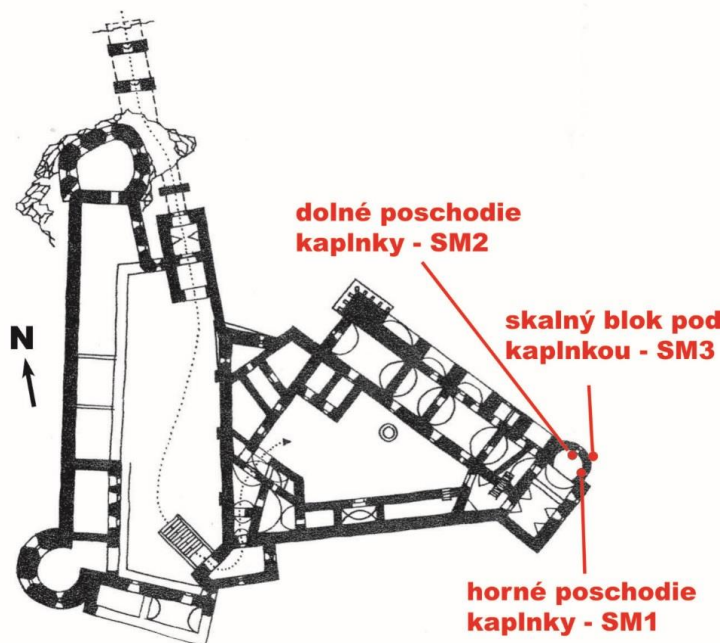 dolné poschodie
kaplnky - SM2
skalný blok pod
kaplnkou - SM3
N
horné poschodie
kaplnky - SM1